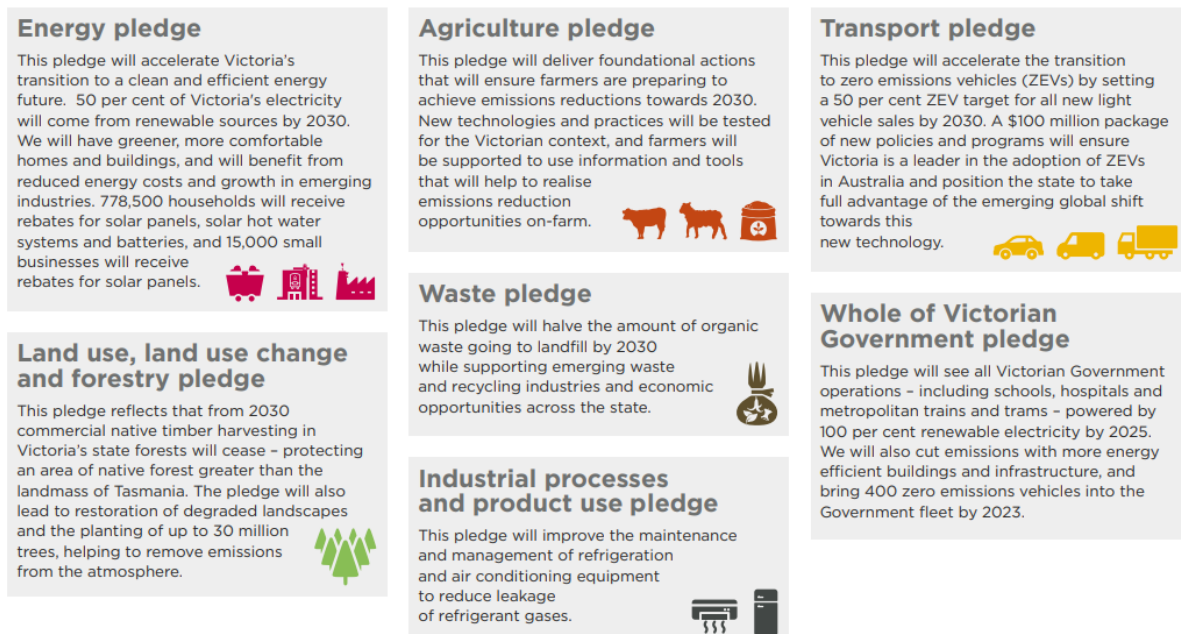 Energy pledge
This pledge will accelerate Victoria's
transition to a clean and efficient energy
future.  50 per cent of Victoria's electricity
will come from renewable sources by 2030.
We will have greener, more comfortable
homes and buildings, and will benefit from
reduced energy costs and growth in emerging
industries. 778,500 households will receive
rebates for solar panels, solar hot water
systems and batteries, and 15,000 small
businesses will receive
rebates for solar panels.
Land use, land use change
and forestry pledge
This pledge reflects that from 2030
commercial native timber harvesting in
Victoria's state forests will cease – protecting
an area of native forest greater than the
landmass of Tasmania. The pledge will also
lead to restoration of degraded landscapes
and the planting of up to 30 million
trees, helping to remove emissions
from the atmosphere.
Agriculture pledge
This pledge will deliver foundational actions
that will ensure farmers are preparing to
achieve emissions reductions towards 2030.
New technologies and practices will be tested
for the Victorian context, and farmers will
be supported to use information and tools
that will help to realise
emissions reduction
opportunities on-farm.
Waste pledge
This pledge will halve the amount of organic
waste going to landfill by 2030
while supporting emerging waste
and recycling industries and economic
opportunities across the state.
Industrial processes
and product use pledge
This pledge will improve the maintenance
and management of refrigeration
and air conditioning equipment
to reduce leakage
of refrigerant gases.
Transport pledge
This pledge will accelerate the transition
to zero emissions vehicles (ZEVs) by setting
a 50 per cent ZEV target for all new light
vehicle sales by 2030. A $100 million package
of new policies and programs will ensure
Victoria is a leader in the adoption of ZEVs
in Australia and position the state to take
full advantage of the emerging global shift
towards this
new technology.
Whole of Victorian
Government pledge
This pledge will see all Victorian Government
operations – including schools, hospitals and
metropolitan trains and trams – powered by
100 per cent renewable electricity by 2025.
We will also cut emissions with more energy
efficient buildings and infrastructure, and
bring 400 zero emissions vehicles into the
Government fleet by 2023.